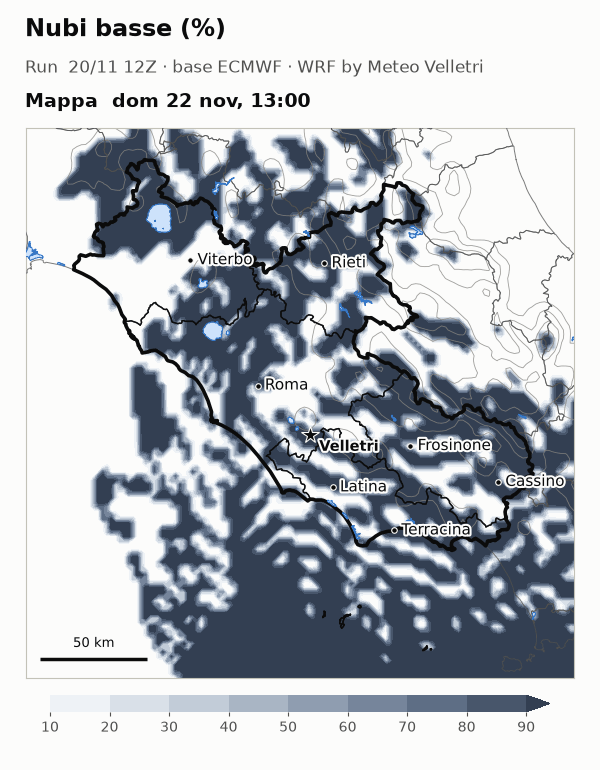 Nubi basse (%)
Run  20/11 12Z · base ECMWF · WRF by Meteo Velletri
Mappa  dom 22 nov, 13:00
Viterbo
Rieti
Roma
Velletri
Frosinone
Cassino
Latina
Terracina
50 km
10 20 30 40 50 60 70 80 90